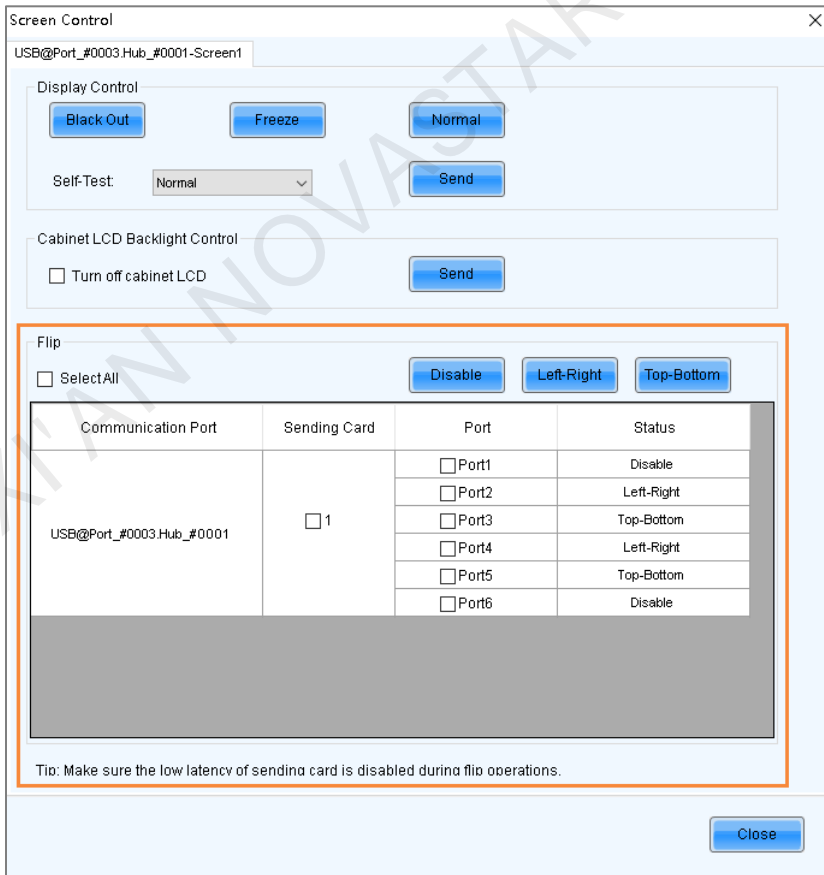 Screen Control
USB@Port_#0003.Hub_#0001-Screen1
Display Control
Black Out Freeze Normal
Self-Test: Normal Send
Cabinet LCD Backlight Control
Turn off cabinet LCD Send
Flip
Select All Disable Left-Right Top-Bottom
Communication Port Sending Card Port Status
USB@Port_#0003.Hub_#0001 1
Port1 Disable
Port2 Left-Right
Port3 Top-Bottom
Port4 Left-Right
Port5 Top-Bottom
Port6 Disable
Tip: Make sure the low latency of sending card is disabled during flip operations.
Close
XI'AN NOVASTAR